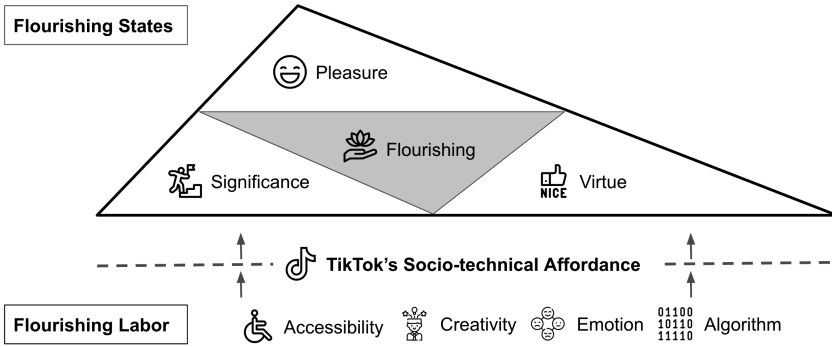 Flourishing States
Pleasure
Flourishing
Significance
Virtue
NICE
TikTok's Socio-technical Affordance
Flourishing Labor
Accessibility
Creativity
Emotion
01100
10110
11110
Algorithm